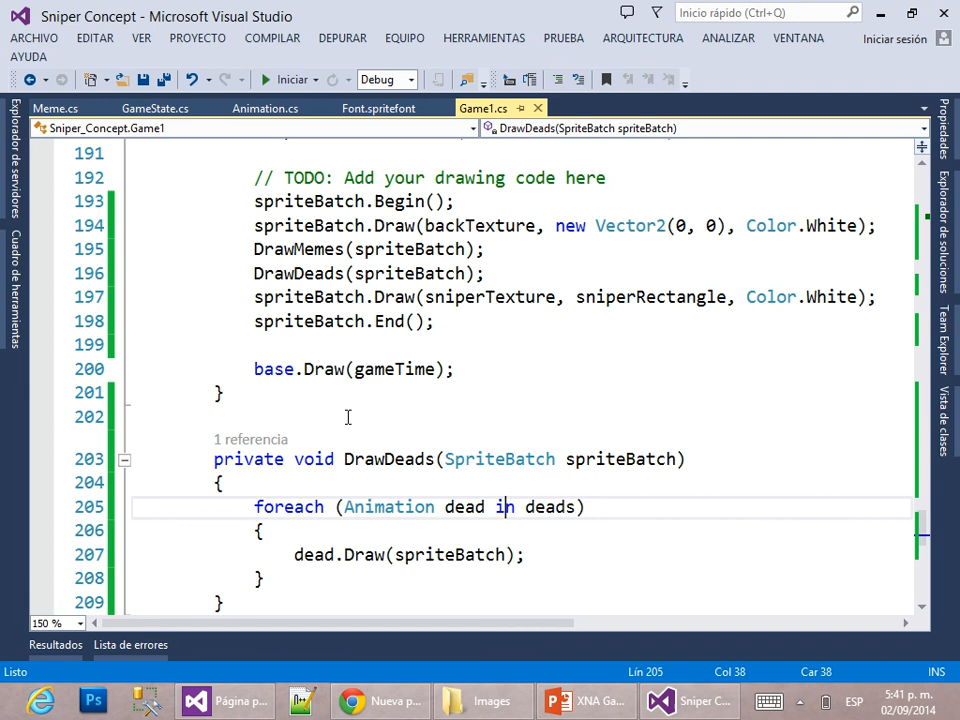 Sniper Concept - Microsoft Visual Studio
Inicio rápido (Ctrl+Q)
ARCHIVO EDITAR VER PROYECTO COMPILAR DEPURAR EQUIPO HERRAMIENTAS PRUEBA ARQUITECTURA ANALIZAR VENTANA
Iniciar sesión
AYUDA
Iniciar Debug
Meme.cs GameState.cs Animation.cs Font.spritefont Game1.cs
Sniper_Concept.Game1 DrawDeads(SpriteBatch spriteBatch)
191
192 // TODO: Add your drawing code here
193 spriteBatch.Begin();
194 spriteBatch.Draw(backTexture, new Vector2(0, 0), Color.White);
195 DrawMemes(spriteBatch);
196 DrawDeads(spriteBatch);
197 spriteBatch.Draw(sniperTexture, sniperRectangle, Color.White);
198 spriteBatch.End();
199
200 base.Draw(gameTime);
201 }
202
1 referencia
203 private void DrawDeads(SpriteBatch spriteBatch)
204 {
205 foreach (Animation dead in deads)
206 {
207 dead.Draw(spriteBatch);
208 }
209 }
Explorador de servidores
Cuadro de herramientas
Propiedades
Explorador de soluciones
Team Explorer
Vista de clases
150 %
Resultados Lista de errores
Listo Lín 205 Col 38 Car 38 INS
Ps Página p... Nueva p... Images XNA Ga... Sniper C... ESP
5:41 p. m.
02/09/2014